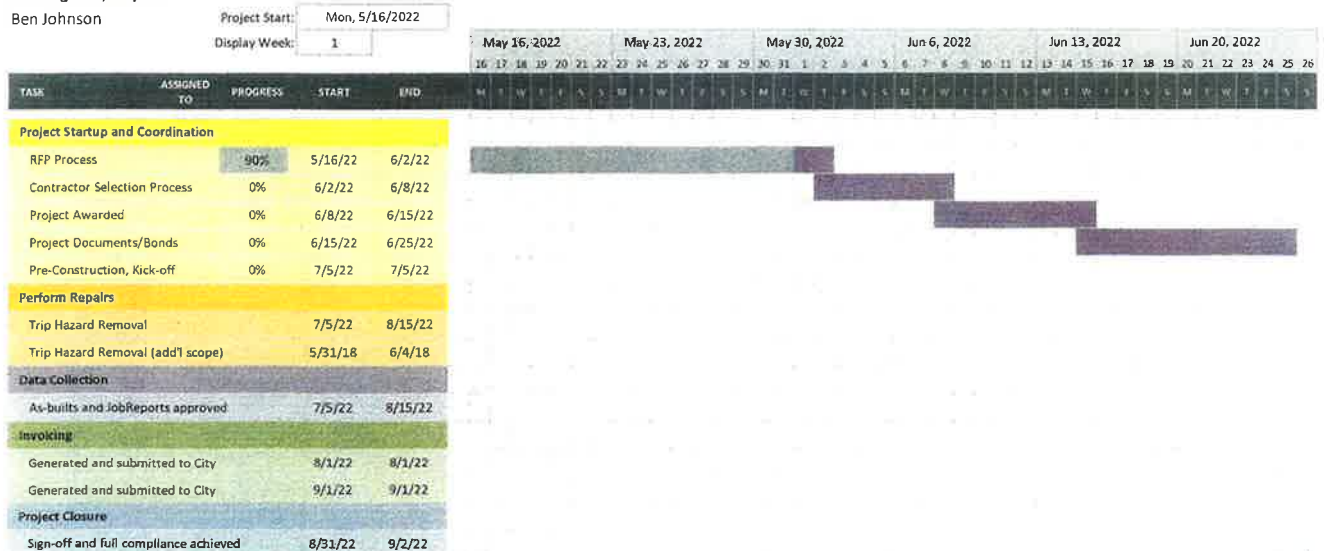 Ben Johnson
Project Start: Mon, 5/16/2022
Display Week: 1
May 16, 2022 May 23, 2022 May 30, 2022 Jun 6, 2022 Jun 13, 2022 Jun 20, 2022
16 17 18 19 20 21 22 23 24 25 26 27 28 29 30 31 1 2 3 4 5 6 7 8 9 10 11 12 13 14 15 16 17 18 19 20 21 22 23 24 25 26
TASK ASSIGNED TO PROGRESS START END M T W T F S S M T W T F S S M T W T F S S M T W T F S S M T W T F S S M T W T F S S
Project Startup and Coordination
RFP Process 90% 5/16/22 6/2/22
Contractor Selection Process 0% 6/2/22 6/8/22
Project Awarded 0% 6/8/22 6/15/22
Project Documents/Bonds 0% 6/15/22 6/25/22
Pre-Construction, Kick-off 0% 7/5/22 7/5/22
Perform Repairs
Trip Hazard Removal 7/5/22 8/15/22
Trip Hazard Removal (add'l scope) 5/31/18 6/4/18
Data Collection
As-builts and JobReports approved 7/5/22 8/15/22
Invoicing
Generated and submitted to City 8/1/22 8/1/22
Generated and submitted to City 9/1/22 9/1/22
Project Closure
Sign-off and full compliance achieved 8/31/22 9/2/22